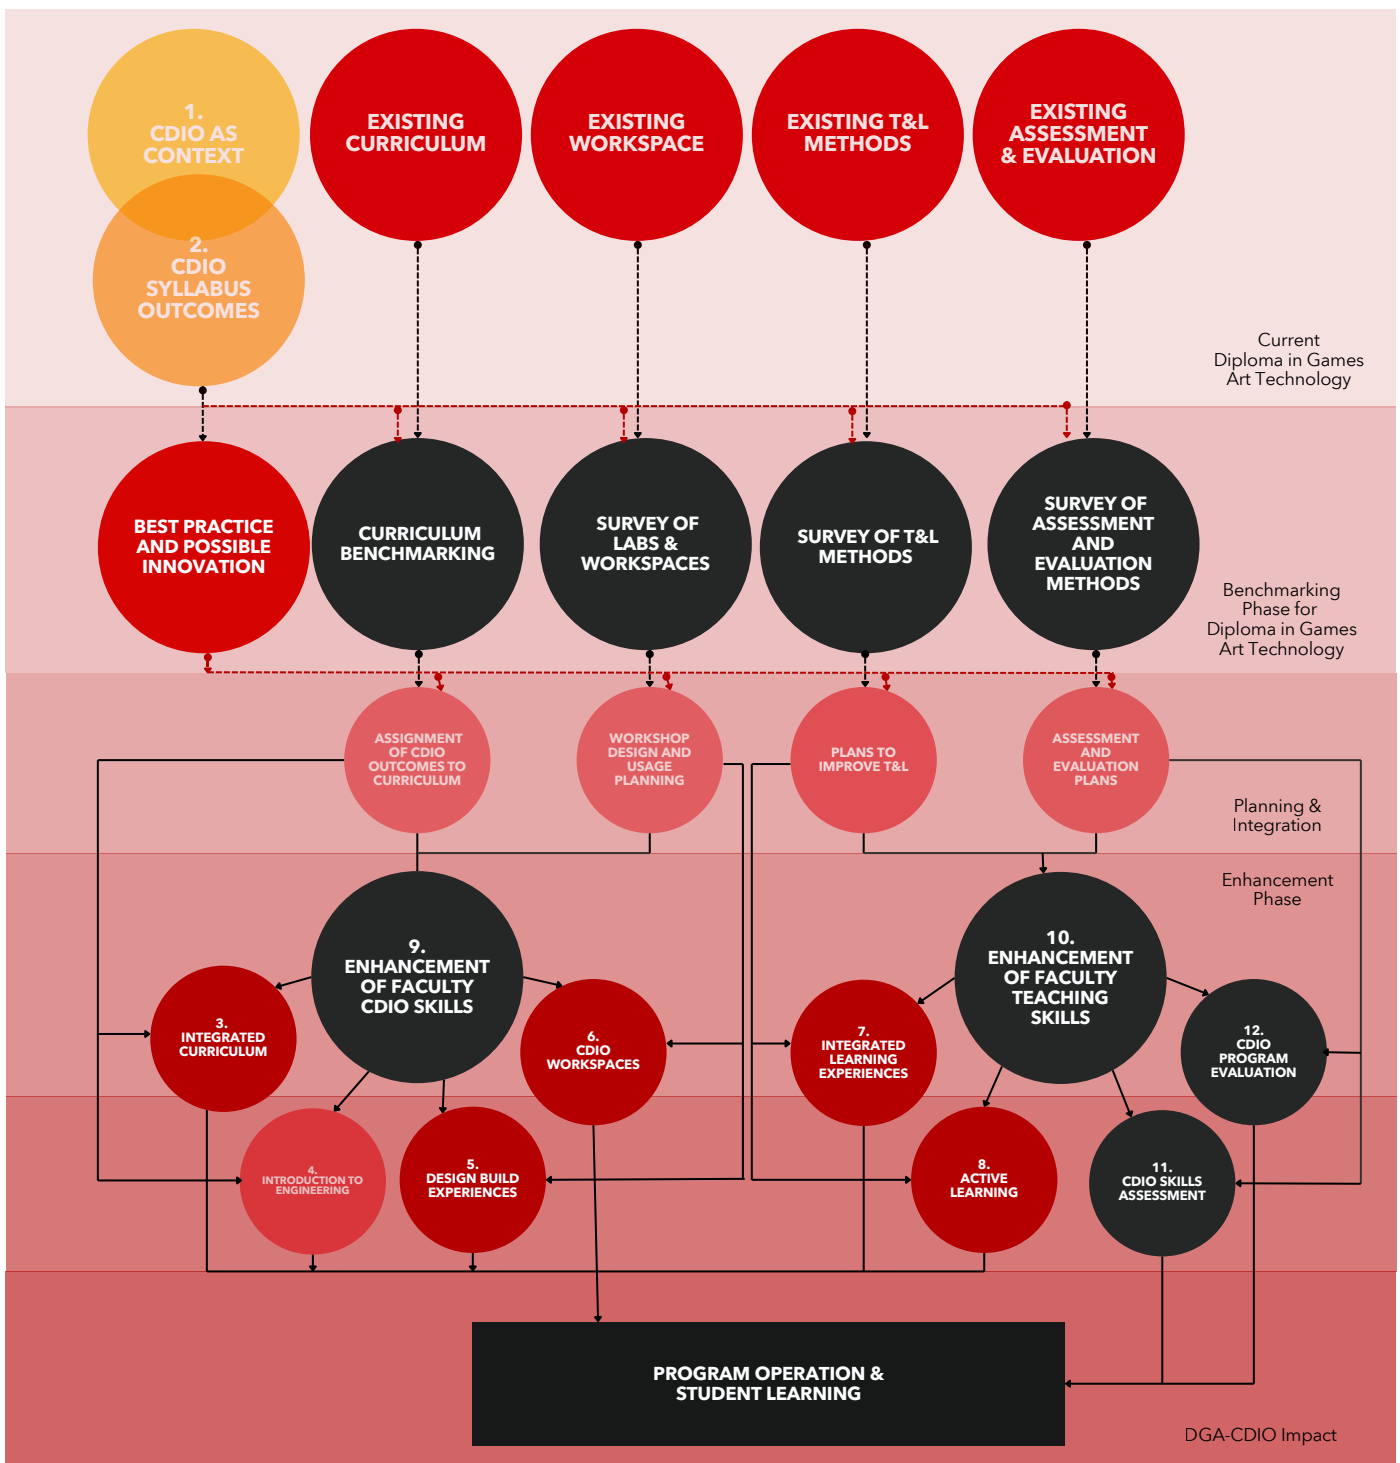 1.
CDIO AS
CONTEXT
2.
CDIO
SYLLABUS
OUTCOMES
EXISTING
CURRICULUM
EXISTING
WORKSPACE
EXISTING T&L
METHODS
EXISTING
ASSESSMENT
& EVALUATION
Current
Diploma in Games
Art Technology
BEST PRACTICE
AND POSSIBLE
INNOVATION
CURRICULUM
BENCHMARKING
SURVEY OF
LABS &
WORKSPACES
SURVEY OF T&L
METHODS
SURVEY OF
ASSESSMENT
AND
EVALUATION
METHODS
Benchmarking
Phase for
Diploma in Games
Art Technology
ASSIGNMENT
OF CDIO
OUTCOMES TO
CURRICULUM
WORKSHOP
DESIGN AND
USAGE
PLANNING
PLANS TO
IMPROVE T&L
ASSESSMENT
AND
EVALUATION
PLANS
Planning &
Integration
Enhancement
Phase
9.
ENHANCEMENT
OF FACULTY
CDIO SKILLS
10.
ENHANCEMENT
OF FACULTY
TEACHING
SKILLS
3.
INTEGRATED
CURRICULUM
6.
CDIO
WORKSPACES
7.
INTEGRATED
LEARNING
EXPERIENCES
12.
CDIO
PROGRAM
EVALUATION
4.
INTRODUCTION TO
ENGINEERING
5.
DESIGN BUILD
EXPERIENCES
8.
ACTIVE
LEARNING
11.
CDIO SKILLS
ASSESSMENT
PROGRAM OPERATION &
STUDENT LEARNING
DGA-CDIO Impact